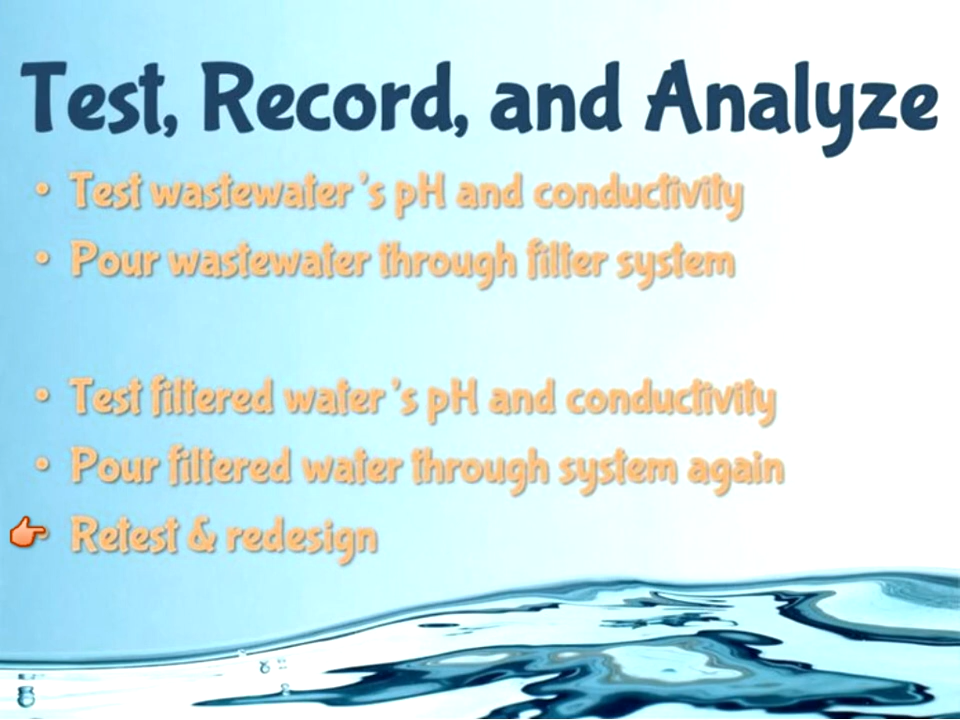 Test, Record, and Analyze
• Test wastewater's pH and conductivity
• Pour wastewater through filter system
• Test filtered water's pH and conductivity
• Pour filtered water through system again
Retest & redesign